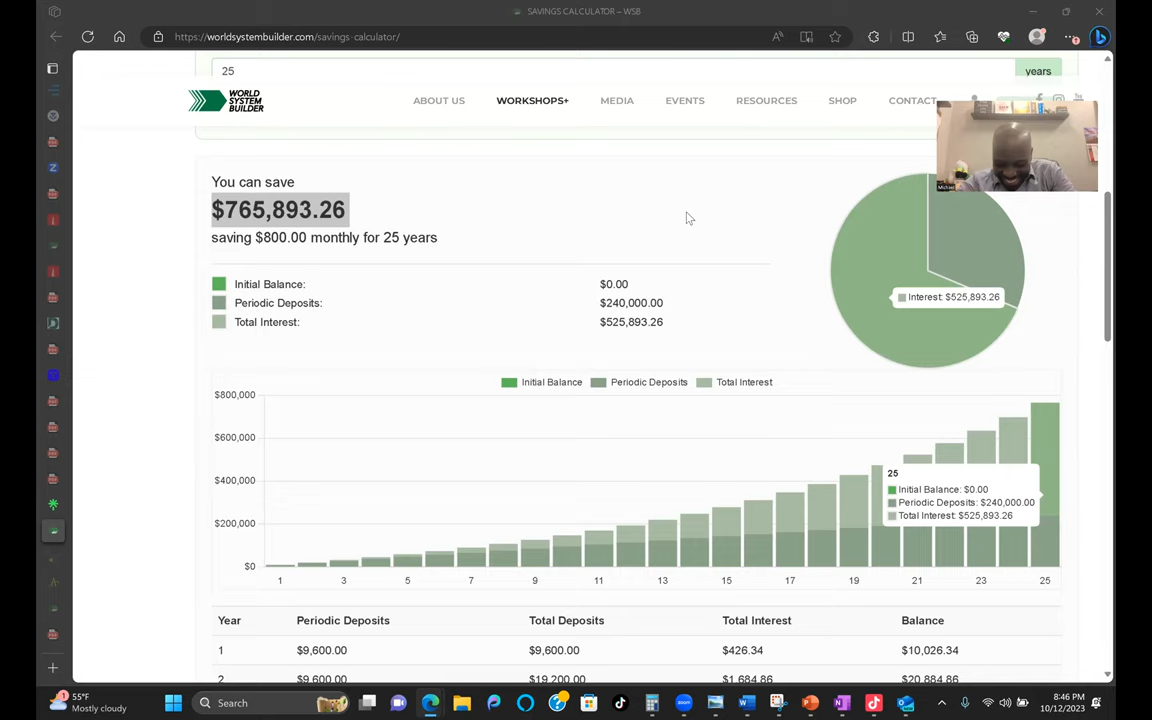 SAVINGS CALCULATOR – WSB
https://worldsystembuilder.com/savings-calculator/
25
years
WORLD
SYSTEM
BUILDER
ABOUT US WORKSHOPS+ MEDIA EVENTS RESOURCES SHOP CONTACT
You can save
$765,893.26
saving $800.00 monthly for 25 years
Initial Balance: $0.00
Periodic Deposits: $240,000.00
Total Interest: $525,893.26
Interest: $525,893.26
Initial Balance Periodic Deposits Total Interest
$800,000
$600,000
$400,000
$200,000
$0
25
Initial Balance: $0.00
Periodic Deposits: $240,000.00
Total Interest: $525,893.26
1 3 5 7 9 11 13 15 17 19 21 23 25
Year Periodic Deposits Total Deposits Total Interest Balance
1 $9,600.00 $9,600.00 $426.34 $10,026.34
2 $9,600.00 $19,200.00 $1,684.86 $20,884.86
55°F
Mostly cloudy
Search
8:46 PM
10/12/2023